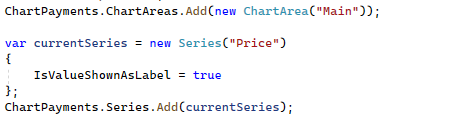 ChartPayments.ChartAreas.Add(new ChartArea("Main"));
var currentSeries = new Series("Price")
{
IsValueShownAsLabel = true
};
ChartPayments.Series.Add(currentSeries);